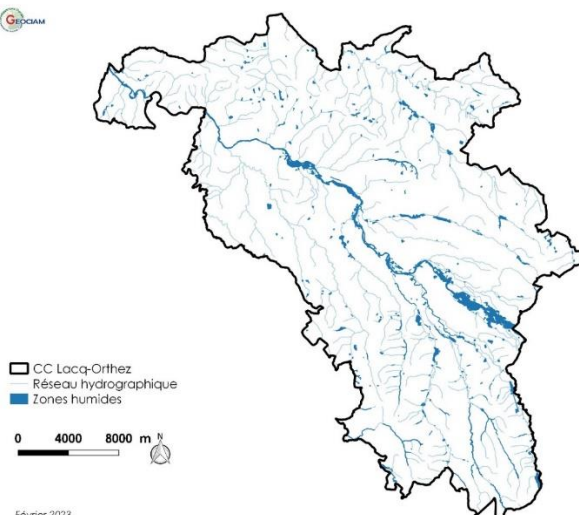 GEOCIAM
CC Lacq-Orthez
Réseau hydrographique
Zones humides
0 4000 8000 m
N
Février 2023